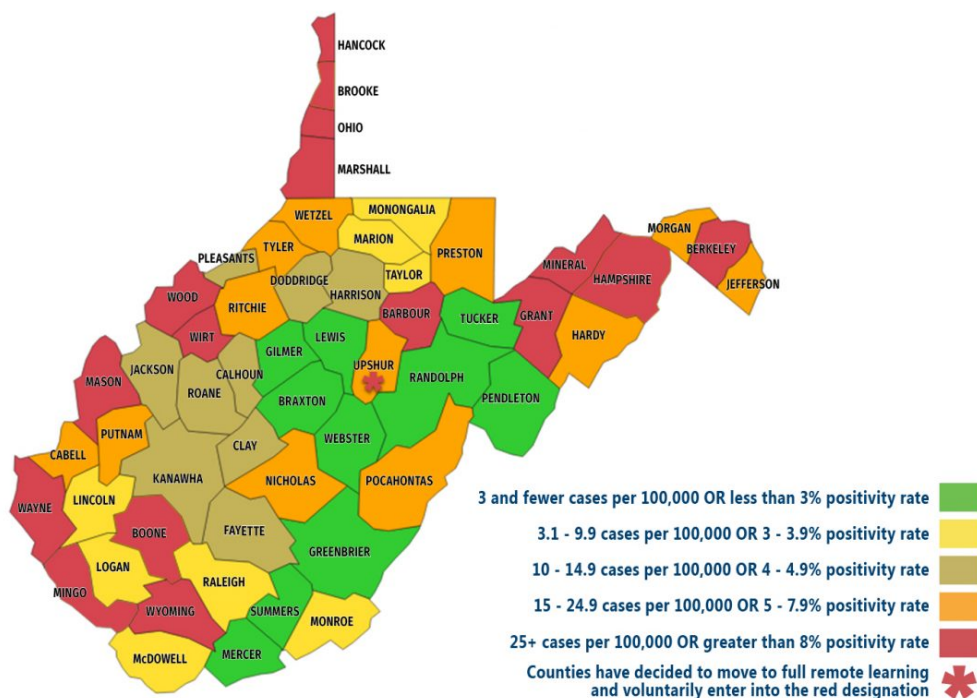 HANCOCK
BROOKE
OHIO
MARSHALL
WETZEL
MONONGALIA
MARION
TYLER
PRESTON
MORGAN
PLEASANTS
TAYLOR
BERKELEY
DODDRIDGE
MINERAL
HAMPSHIRE
JEFFERSON
HARRISON
WOOD
RITCHIE
BARBOUR
TUCKER
GRANT
WIRT
LEWIS
HARDY
GILMER
UPSHUR
JACKSON
CALHOUN
RANDOLPH
MASON
ROANE
BRAXTON
PENDLETON
PUTNAM
WEBSTER
CLAY
CABELL
KANAWHA
NICHOLAS
POCAHONTAS
LINCOLN
WAYNE
BOONE
FAYETTE
GREENBRIER
LOGAN
RALEIGH
MINGO
WYOMING
SUMMERS
MONROE
McDOWELL
MERCER
3 and fewer cases per 100,000 OR less than 3% positivity rate
3.1 - 9.9 cases per 100,000 OR 3 - 3.9% positivity rate
10 - 14.9 cases per 100,000 OR 4 - 4.9% positivity rate
15 - 24.9 cases per 100,000 OR 5 - 7.9% positivity rate
25+ cases per 100,000 OR greater than 8% positivity rate
Counties have decided to move to full remote learning
and voluntarily enter into the red designation